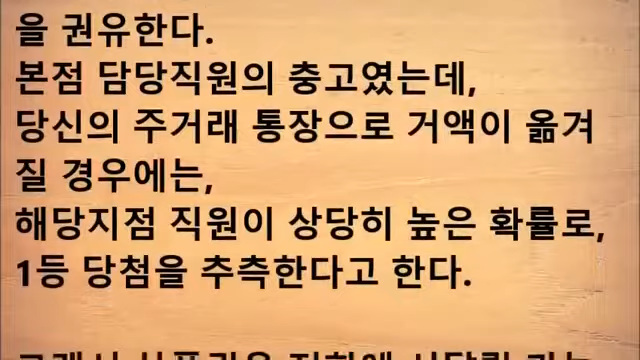 을 권유한다.
본점 담당직원의 충고였는데,
당신의 주거래 통장으로 거액이 옮겨
질 경우에는,
해당지점 직원이 상당히 높은 확률로,
1등 당첨을 추측한다고 한다.